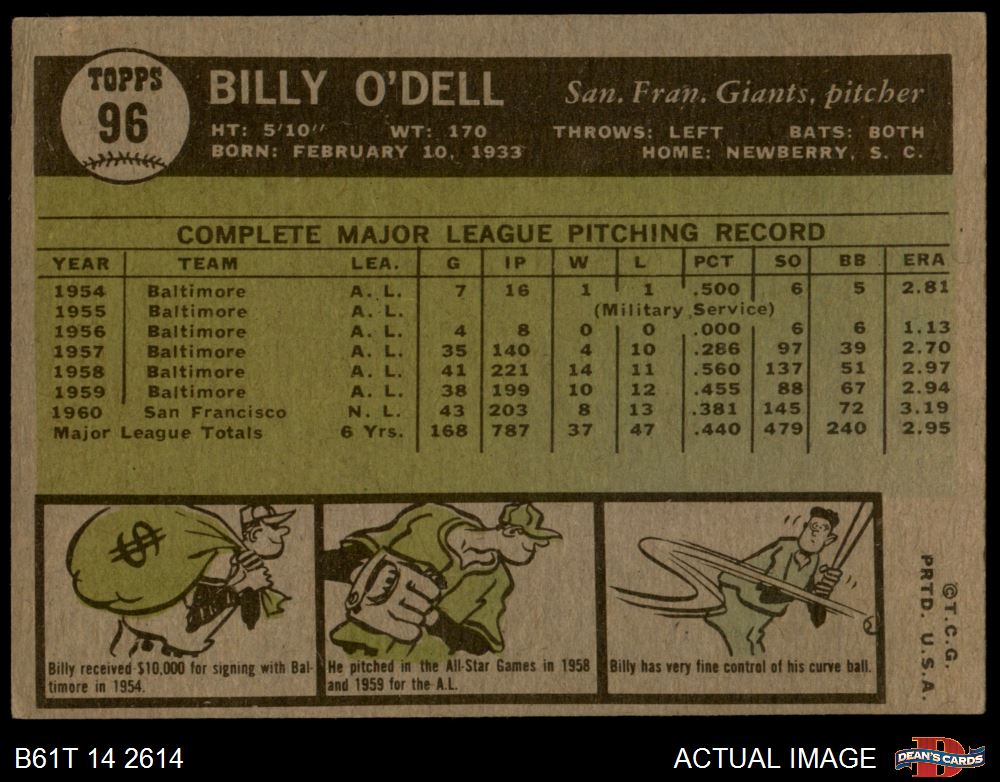 TOPPS
96
BILLY O'DELL
San. Fran. Giants, pitcher
HT: 5'10" WT: 170 THROWS: LEFT BATS: BOTH
BORN: FEBRUARY 10, 1933 HOME: NEWBERRY, S. C.
COMPLETE MAJOR LEAGUE PITCHING RECORD
YEAR TEAM LEA. G IP W L PCT SO BB ERA
1954 Baltimore A. L. 7 16 1 1 .500 6 5 2.81
1955 Baltimore A. L. (Military Service)
1956 Baltimore A. L. 4 8 0 0 .000 6 6 1.13
1957 Baltimore A. L. 35 140 4 10 .286 97 39 2.70
1958 Baltimore A. L. 41 221 14 11 .560 137 51 2.97
1959 Baltimore A. L. 38 199 10 12 .455 88 67 2.94
1960 San Francisco N. L. 43 203 8 13 .381 145 72 3.19
Major League Totals 6 Yrs. 168 787 37 47 .440 479 240 2.95
$
Billy received $10,000 for signing with Bal-
timore in 1954.
He pitched in the All-Star Games in 1958
and 1959 for the A.L.
Billy has very fine control of his curve ball.
©T.C.G.
PRTD. U.S.A.
B61T 14 2614
ACTUAL IMAGE
D
DEAN'S CARDS